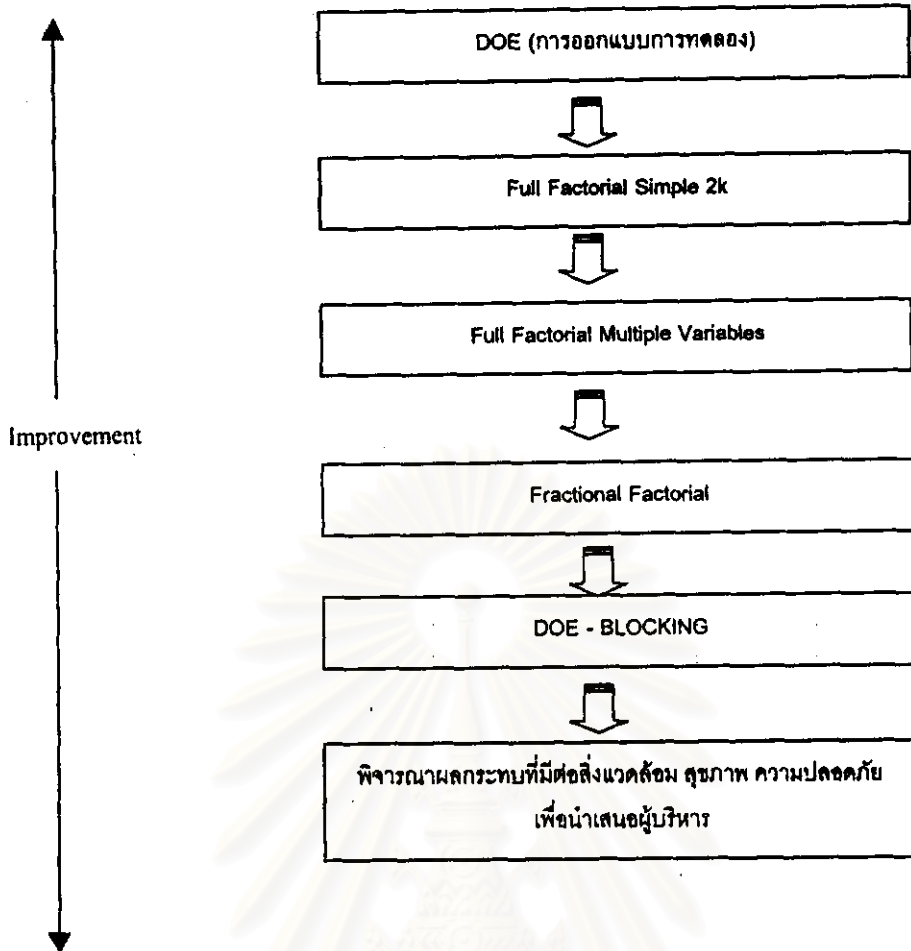 DOE (การออกแบบการทดลอง)
Full Factorial Simple 2k
Full Factorial Multiple Variables
Improvement
Fractional Factorial
DOE - BLOCKING
พิจารณาผลกระทบที่มีต่อสิ่งแวดล้อม สุขภาพ ความปลอดภัย
เพื่อนำเสนอผู้บริหาร